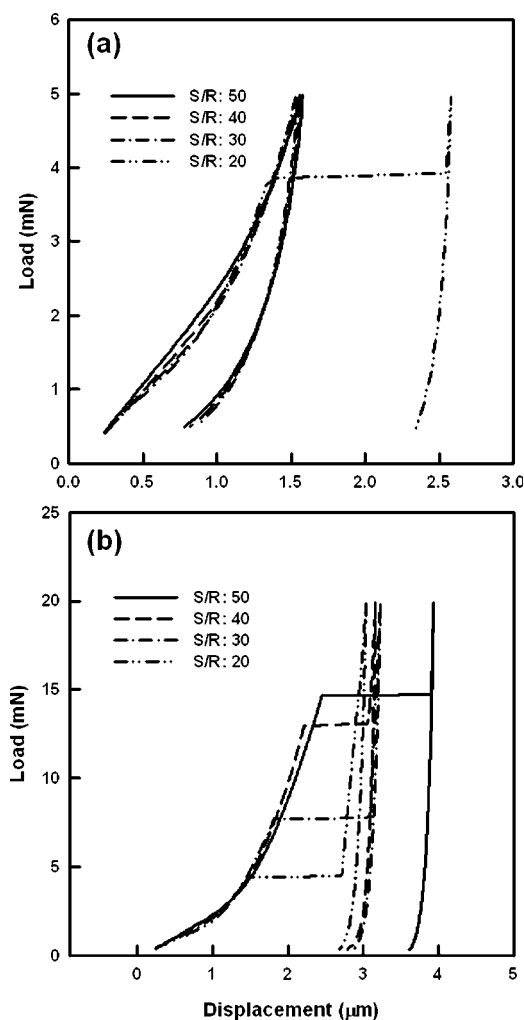 (a)
S/R: 50
S/R: 40
S/R: 30
S/R: 20
Load (mN)
6
5
4
3
2
1
0
0.0 0.5 1.0 1.5 2.0 2.5 3.0
(b)
S/R: 50
S/R: 40
S/R: 30
S/R: 20
Load (mN)
25
20
15
10
5
0
0 1 2 3 4 5
Displacement (μm)